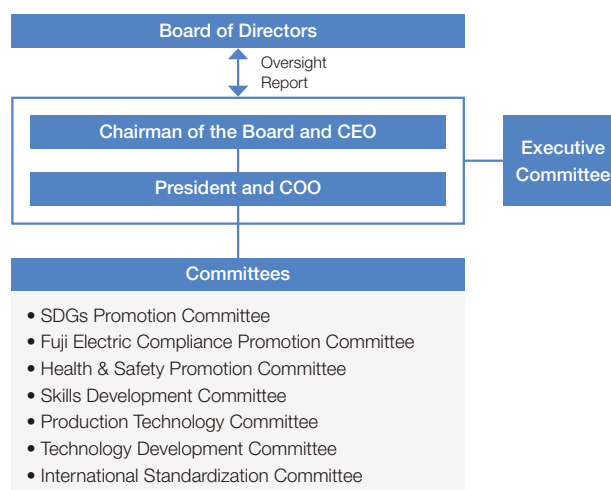 Board of Directors
Oversight
Report
Chairman of the Board and CEO
President and COO
Executive
Committee
Committees
• SDGs Promotion Committee
• Fuji Electric Compliance Promotion Committee
• Health & Safety Promotion Committee
• Skills Development Committee
• Production Technology Committee
• Technology Development Committee
• International Standardization Committee